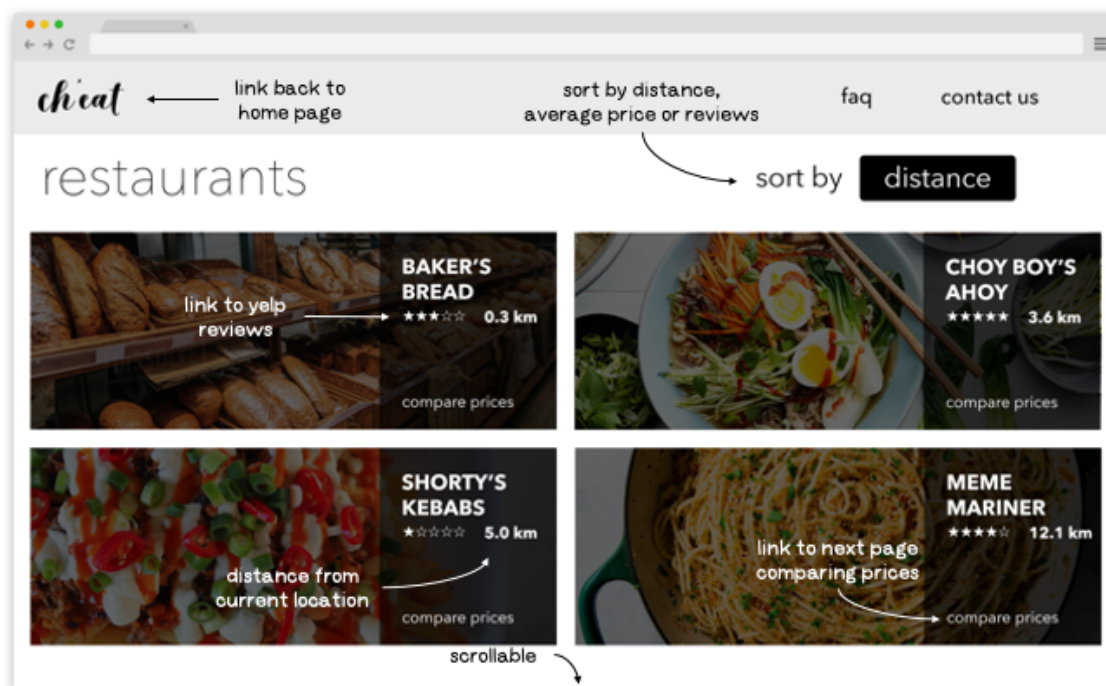 ch'eat
link back to
home page
sort by distance,
average price or reviews
faq
contact us
restaurants
sort by
distance
BAKER'S
BREAD
★★★☆☆ 0.3 km
link to yelp
reviews
compare prices
CHOY BOY'S
AHOY
★★★★★ 3.6 km
compare prices
SHORTY'S
KEBABS
★☆☆☆☆ 5.0 km
distance from
current location
compare prices
MEME
MARINER
★★★★☆ 12.1 km
link to next page
comparing prices
compare prices
scrollable